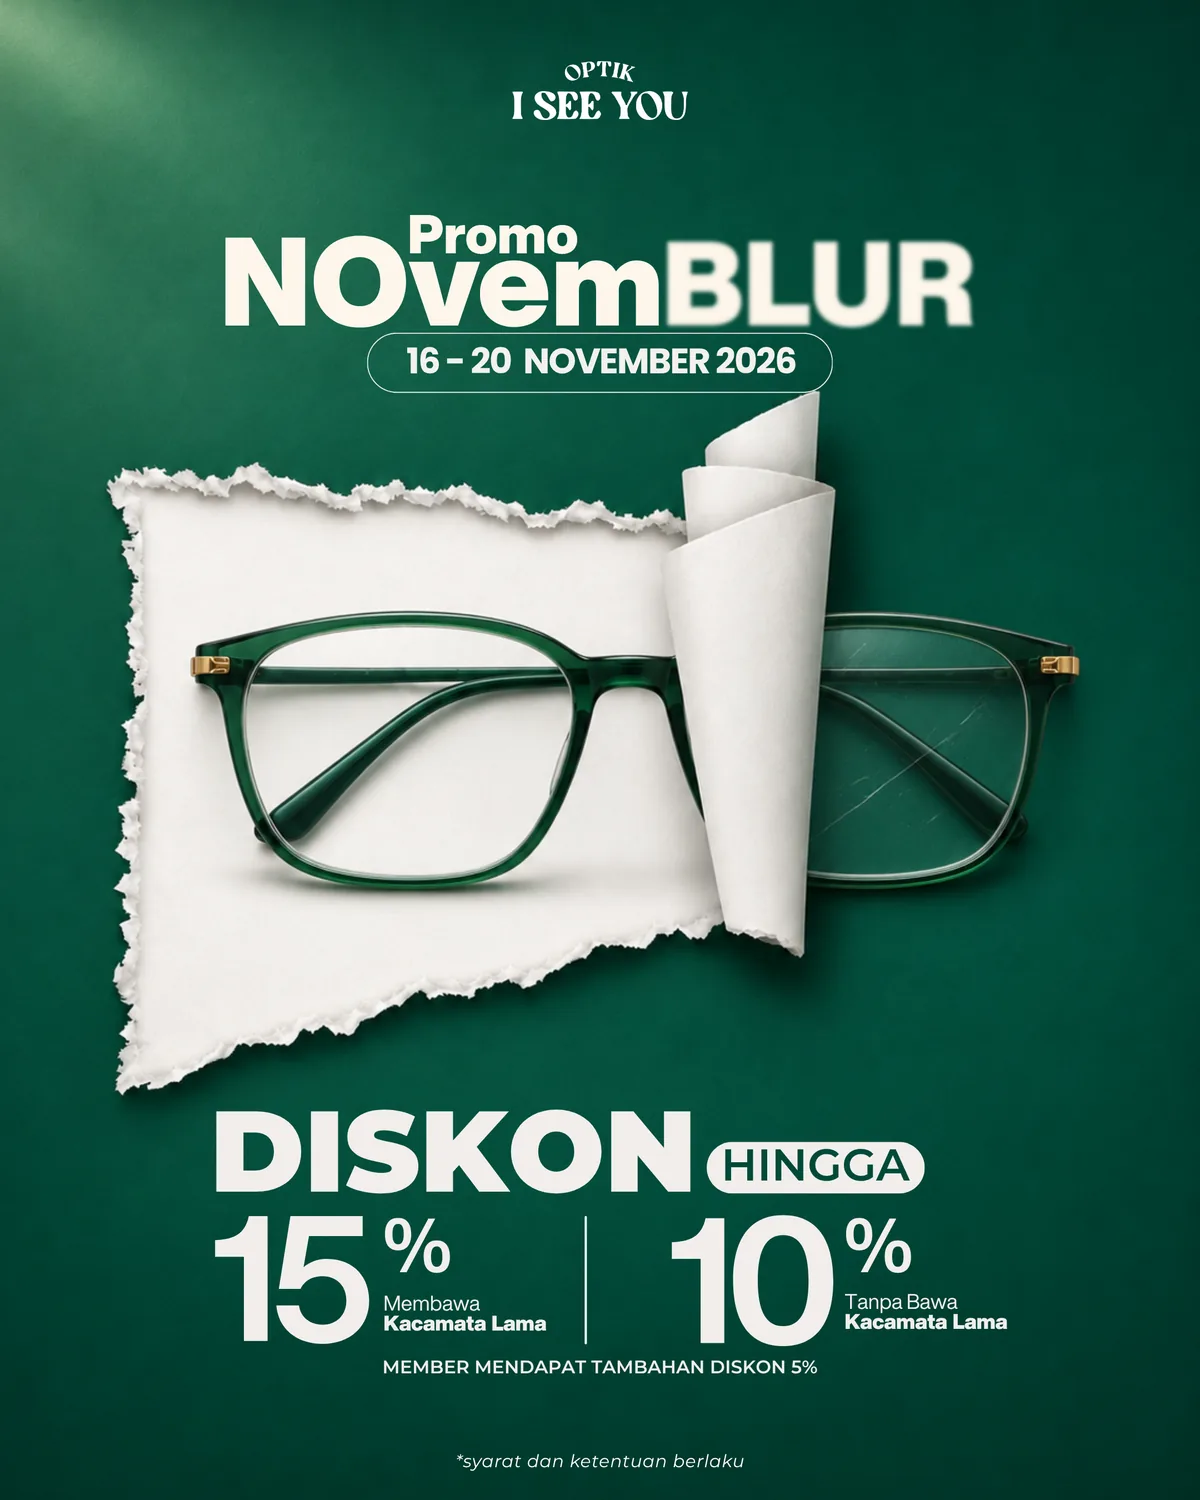 OPTIK
I SEE YOU
Promo
NOvemBLUR
16 - 20 NOVEMBER 2026
DISKON HINGGA
15%
Membawa
Kacamata Lama
10%
Tanpa Bawa
Kacamata Lama
MEMBER MENDAPAT TAMBAHAN DISKON 5%
*syarat dan ketentuan berlaku